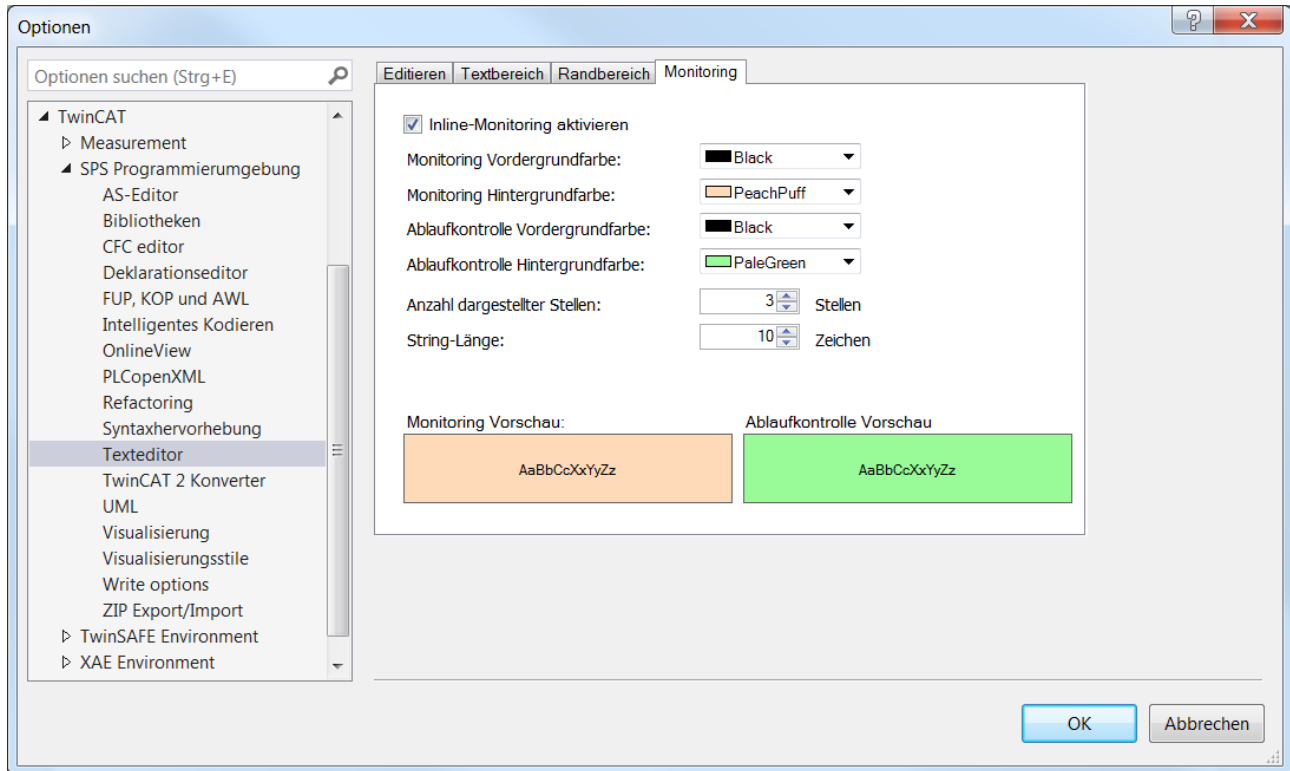 Optionen
Optionen suchen (Strg+E)
TwinCAT
Measurement
SPS Programmierumgebung
AS-Editor
Bibliotheken
CFC editor
Deklarationseditor
FUP, KOP und AWL
Intelligentes Kodieren
OnlineView
PLCopenXML
Refactoring
Syntaxhervorhebung
Texteditor
TwinCAT 2 Konverter
UML
Visualisierung
Visualisierungsstile
Write options
ZIP Export/Import
TwinSAFE Environment
XAE Environment
Editieren Textbereich Randbereich Monitoring
Inline-Monitoring aktivieren
Monitoring Vordergrundfarbe: Black
Monitoring Hintergrundfarbe: PeachPuff
Ablaufkontrolle Vordergrundfarbe: Black
Ablaufkontrolle Hintergrundfarbe: PaleGreen
Anzahl dargestellter Stellen: 3 Stellen
String-Länge: 10 Zeichen
Monitoring Vorschau: Ablaufkontrolle Vorschau
AaBbCcXxYyZz AaBbCcXxYyZz
OK Abbrechen